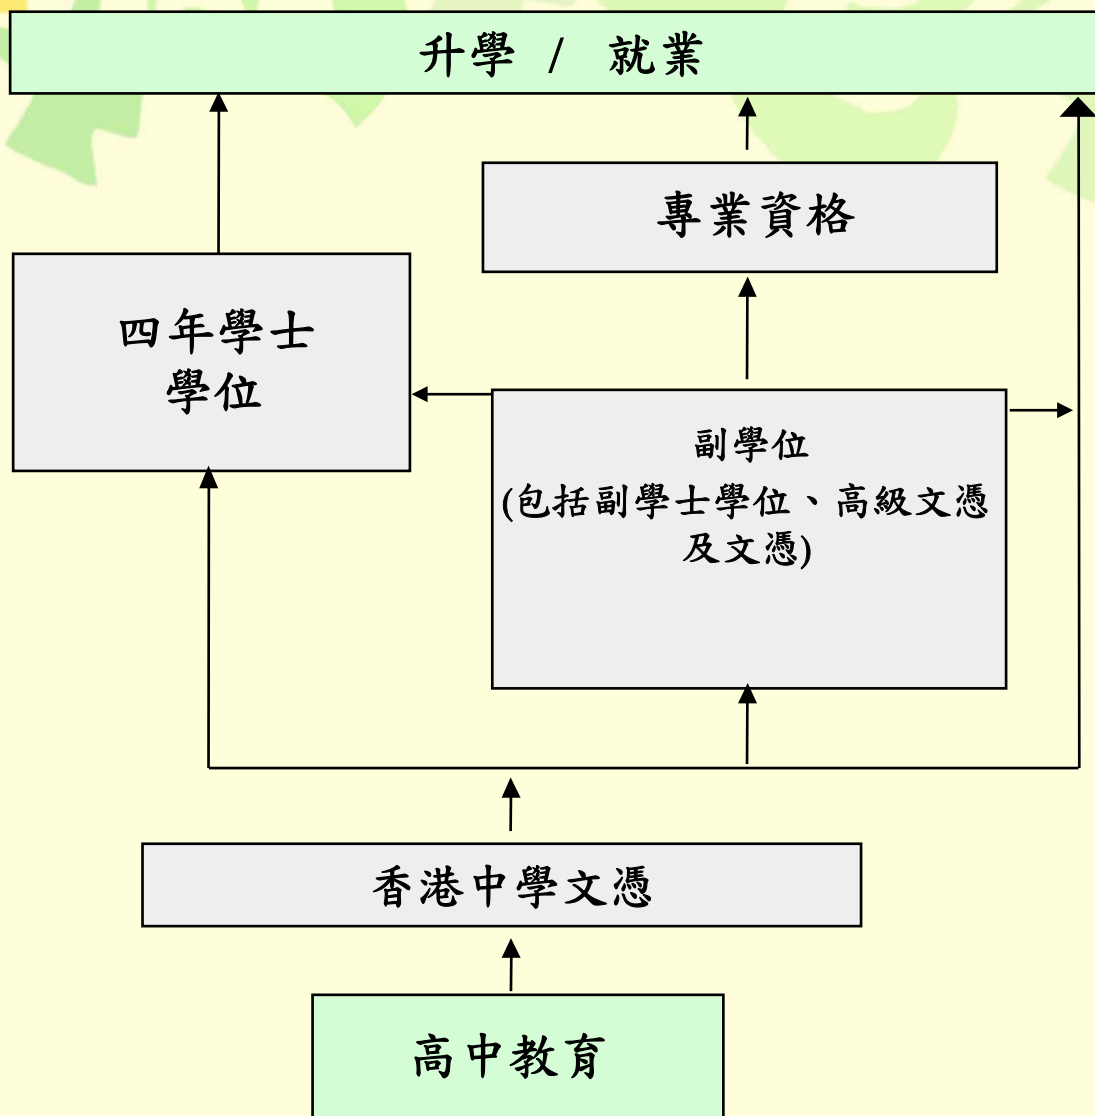 升學 / 就業
專業資格
四年學士
學位
副學位
(包括副學士學位、高級文憑
及文憑)
香港中學文憑
高中教育